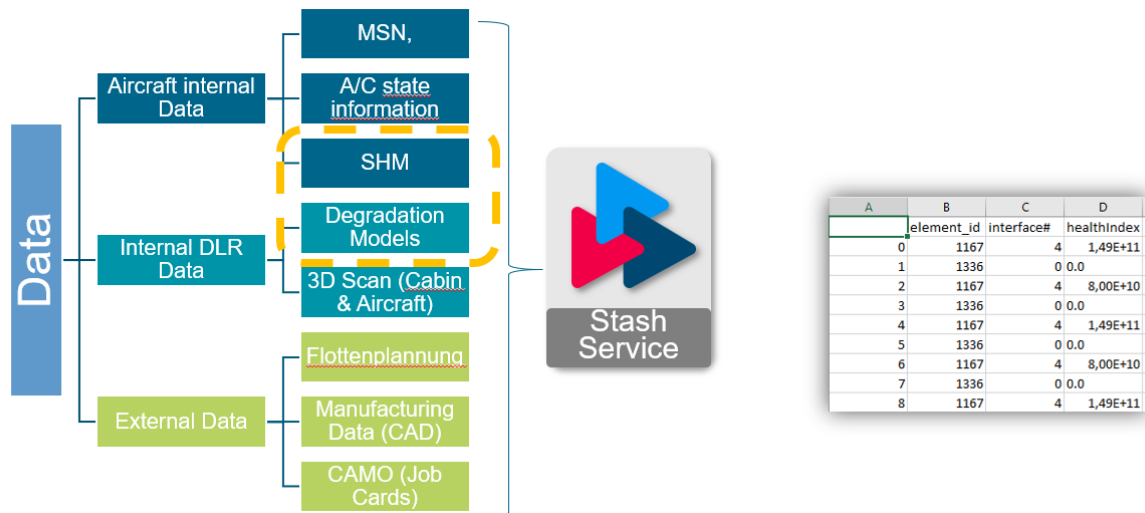 Data
Aircraft internal
Data
Internal DLR
Data
External Data
MSN,
A/C state
information
SHM
Degradation
Models
3D Scan (Cabin
& Aircraft)
Flottenplannung
Manufacturing
Data (CAD)
CAMO (Job
Cards)
Stash
Service
A B C D
element_id interface# healthIndex
0 1167 4 1,49E+11
1 1336 0 0.0
2 1167 4 8,00E+10
3 1336 0 0.0
4 1167 4 1,49E+11
5 1336 0 0.0
6 1167 4 8,00E+10
7 1336 0 0.0
8 1167 4 1,49E+11